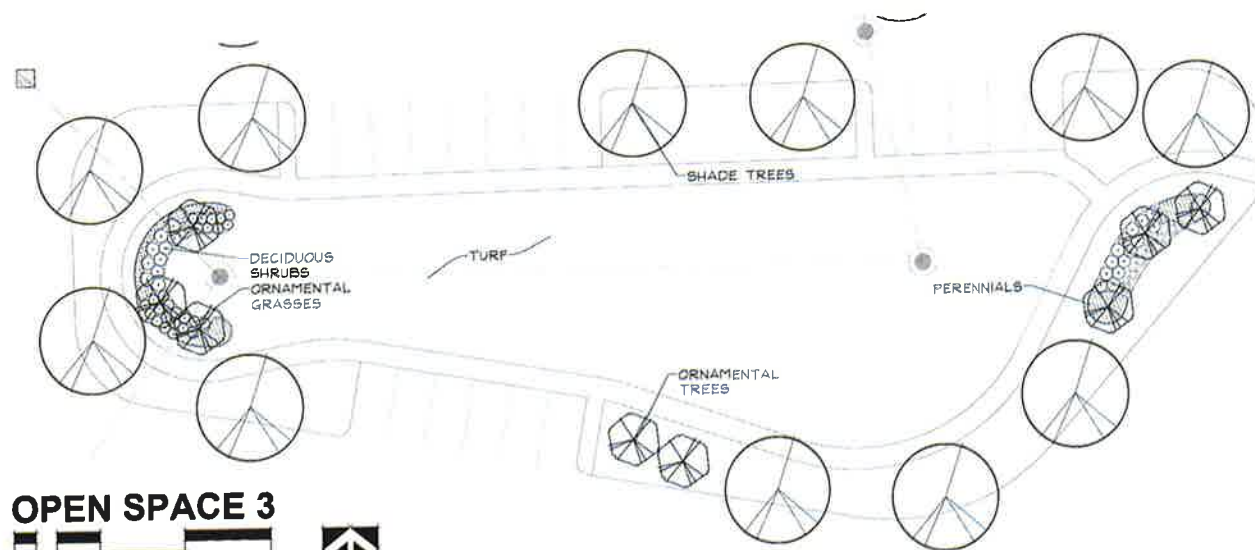 SHADE TREES
DECIDUOUS
SHRUBS
ORNAMENTAL
GRASSES
TURF
PERENNIALS
ORNAMENTAL
TREES
OPEN SPACE 3